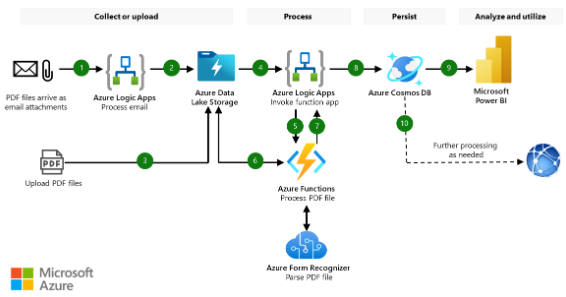 Collect or upload
Process
Persist
Analyze and utilize
1
2
4
8
9
PDF files arrive as
email attachments
Azure Logic Apps
Process email
Azure Data
Lake Storage
Azure Logic Apps
Invoke function app
Azure Cosmos DB
Microsoft
Power BI
5
7
10
PDF
Upload PDF files
3
6
Further processing
as needed
Azure Functions
Process PDF file
Azure Form Recognizer
Parse PDF file
Microsoft
Azure